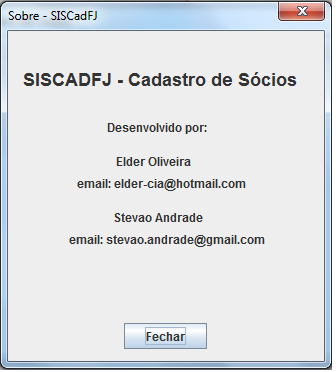 Sobre - SISCadFJ
SISCADFJ - Cadastro de Sócios
Desenvolvido por:
Elder Oliveira
email: elder-cia@hotmail.com
Stevao Andrade
email: stevao.andrade@gmail.com
Fechar